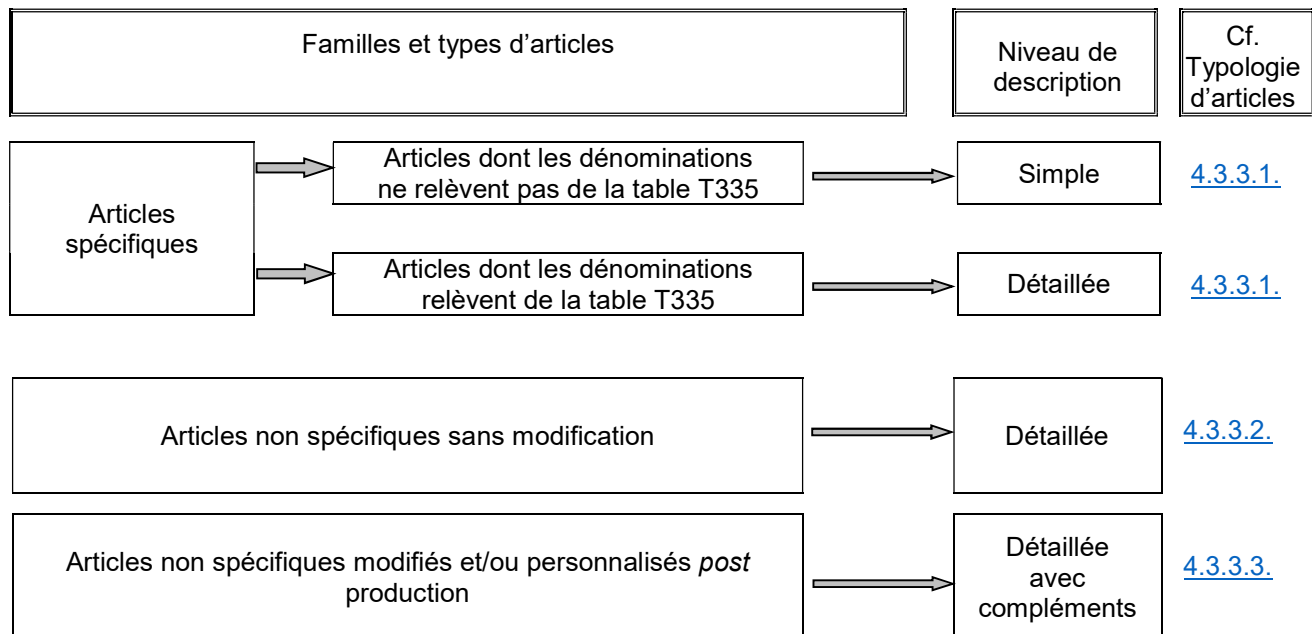 Familles et types d’articles
Niveau de
description
Cf.
Typologie
d’articles
Articles
spécifiques
Articles dont les dénominations
ne relèvent pas de la table T335
Simple
4.3.3.1.
Articles dont les dénominations
relèvent de la table T335
Détaillée
4.3.3.1.
Articles non spécifiques sans modification
Détaillée
4.3.3.2.
Articles non spécifiques modifiés et/ou personnalisés post
production
Détaillée
avec
compléments
4.3.3.3.